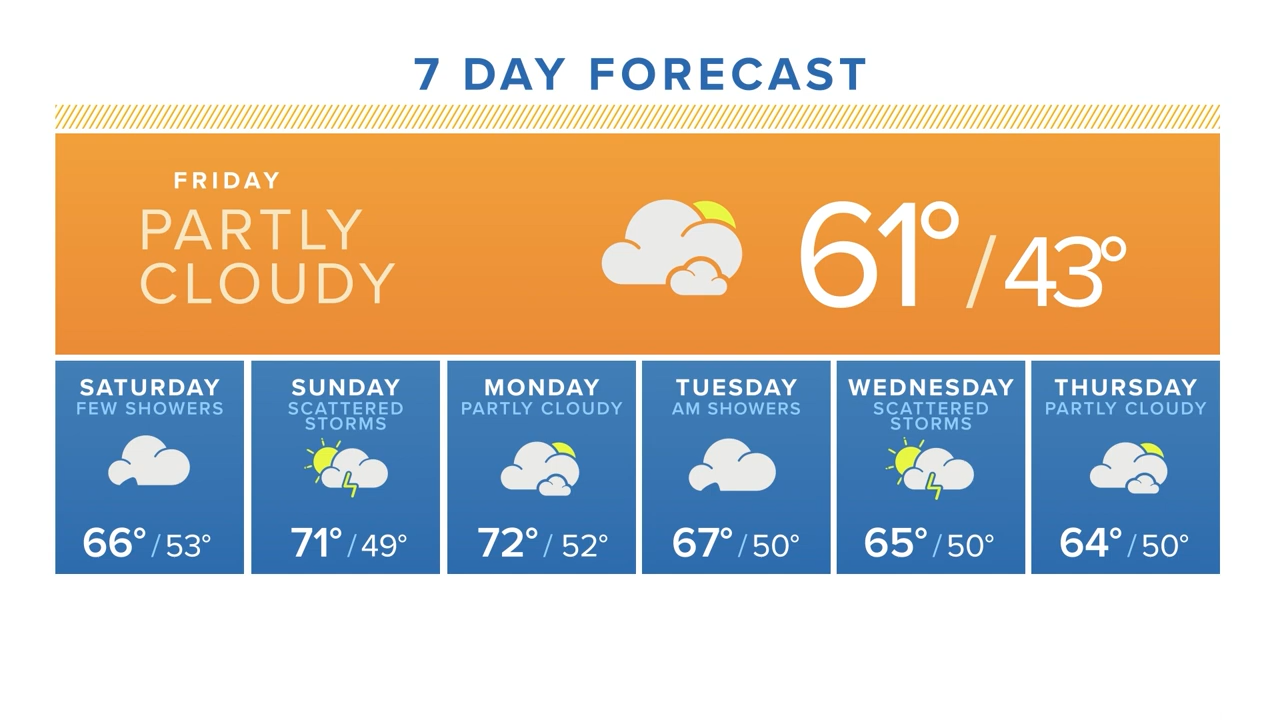 7 DAY FORECAST
FRIDAY
PARTLY
CLOUDY
61° / 43°
SATURDAY
FEW SHOWERS
66° / 53°
SUNDAY
SCATTERED
STORMS
71° / 49°
MONDAY
PARTLY CLOUDY
72° / 52°
TUESDAY
AM SHOWERS
67° / 50°
WEDNESDAY
SCATTERED
STORMS
65° / 50°
THURSDAY
PARTLY CLOUDY
64° / 50°